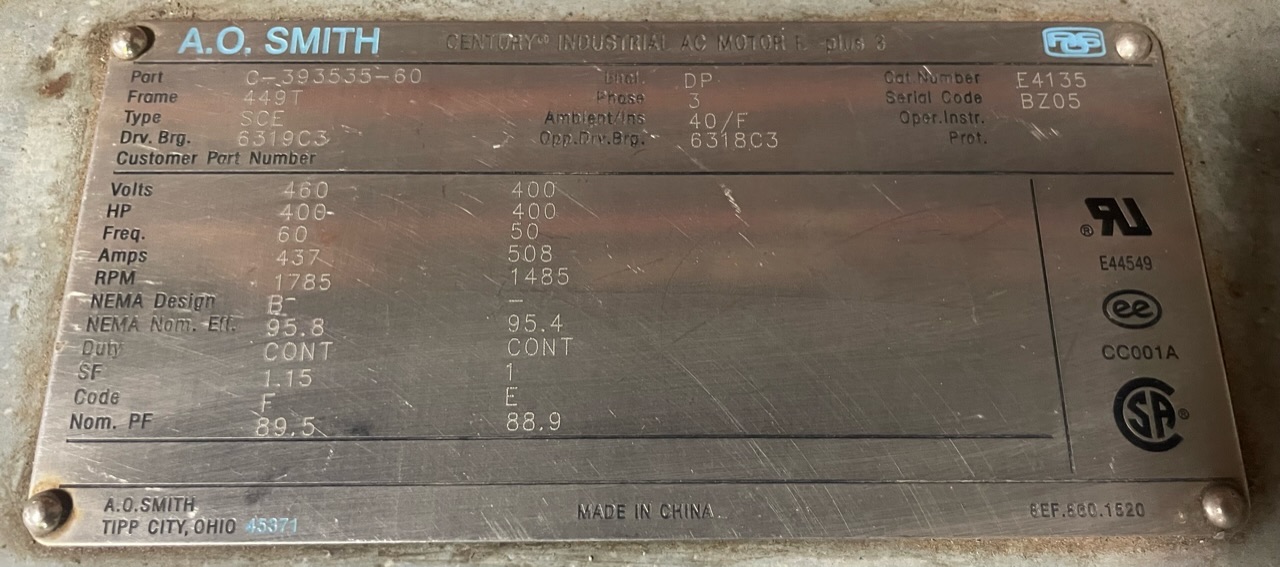 A.O. SMITH CENTURY® INDUSTRIAL AC MOTOR E-plus 3
Part C-393535-60 Encl. DP Cat Number E4135
Frame 449T Phase 3 Serial Code BZ05
Type SCE Ambient/Ins 40/F Oper.Instr.
Drv. Brg. 6319C3 Opp.Drv.Brg. 6318C3 Prot.
Customer Part Number
Volts 460 400
HP 400 400
Freq. 60 50
Amps 437 508
RPM 1785 1485
NEMA Design B -
NEMA Nom. Eff. 95.8 95.4
Duty CONT CONT
SF 1.15 1
Code F E
Nom. PF 89.5 88.9
®
E44549
ee
CC001A
CSA®
A.O.SMITH
TIPP CITY, OHIO 45371
MADE IN CHINA